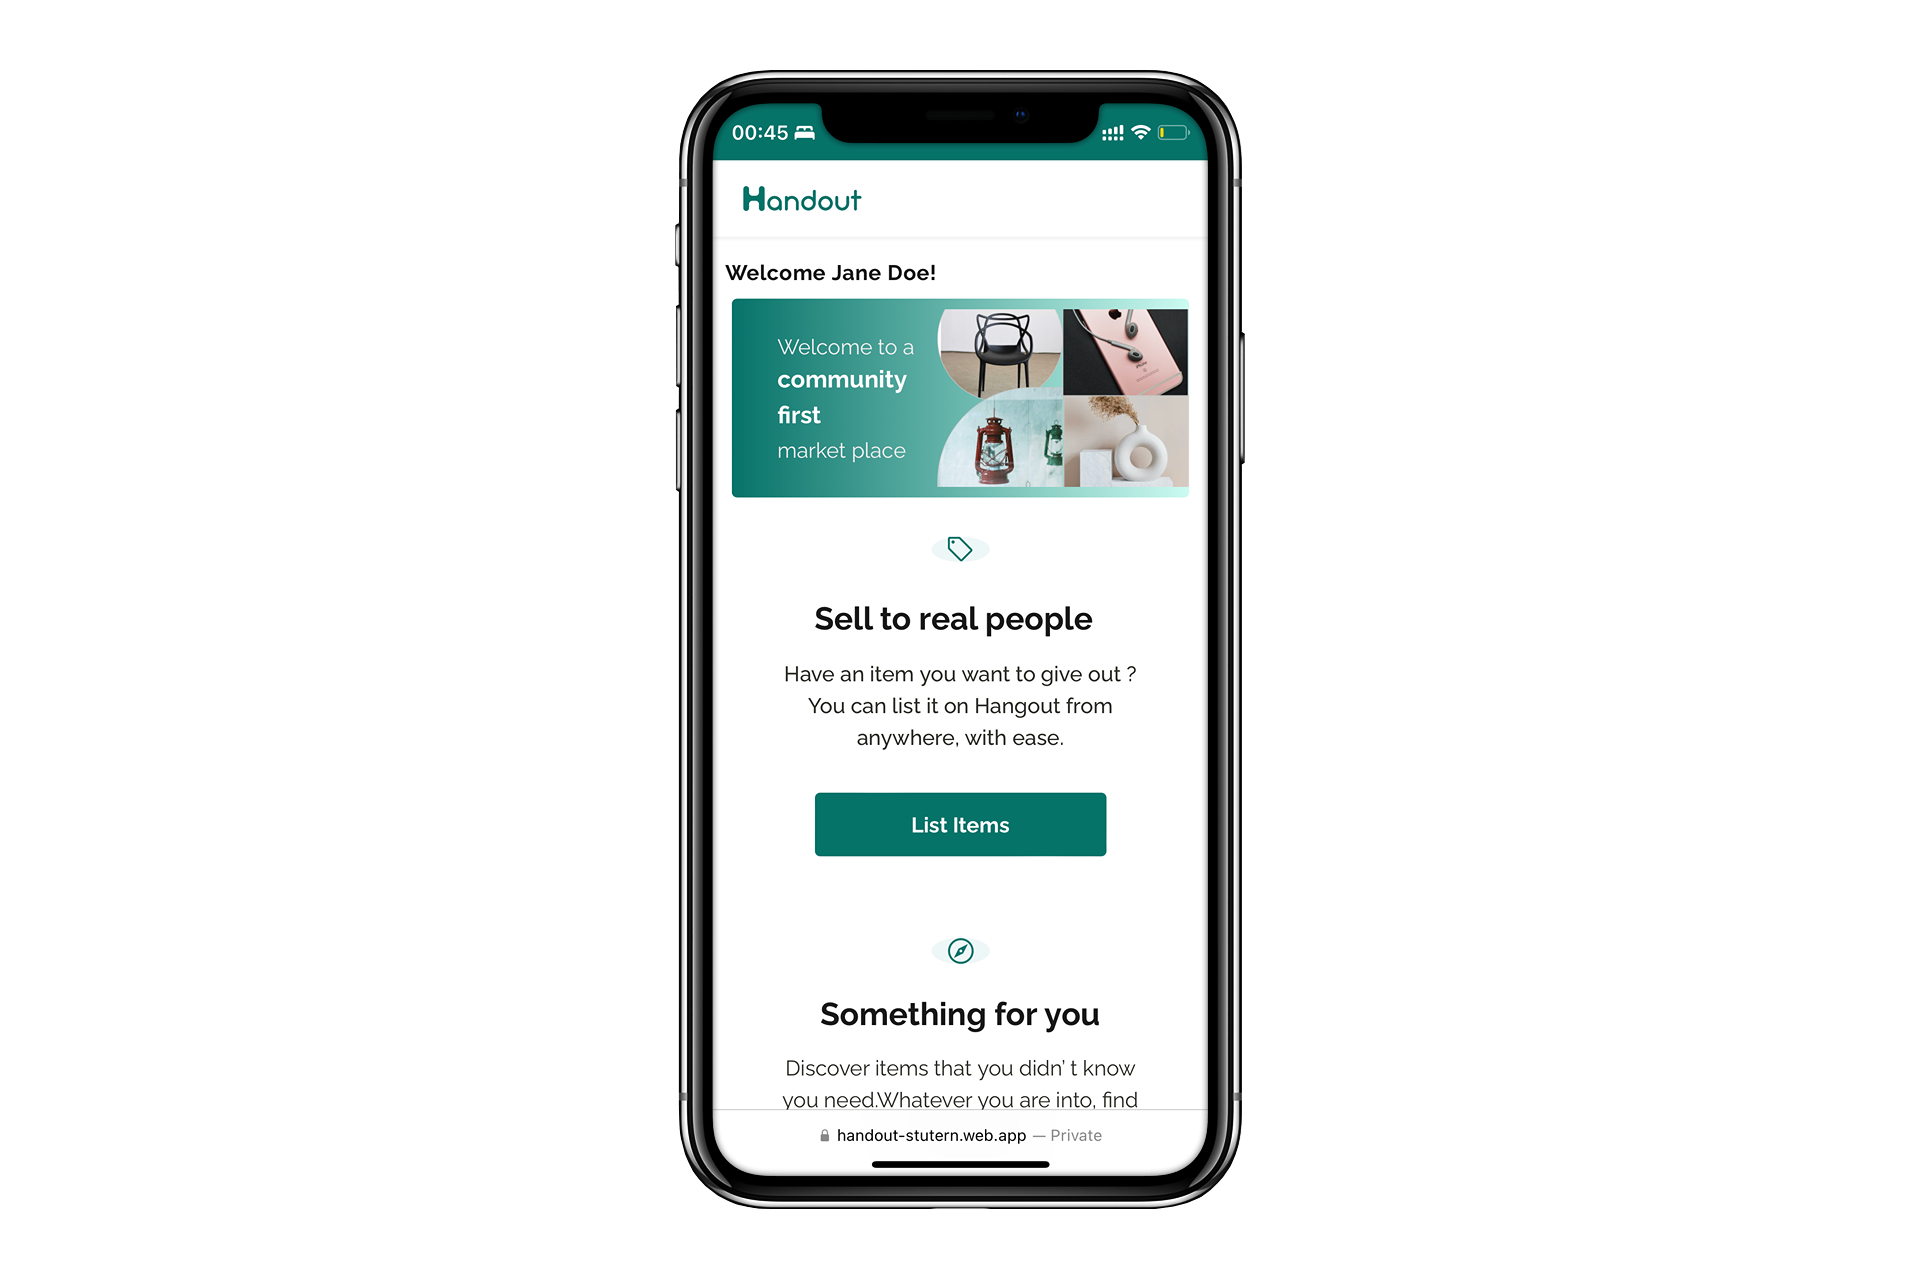 00:45
Handout
Welcome Jane Doe!
Welcome to a
community
first
market place
Sell to real people
Have an item you want to give out ?
You can list it on Hangout from
anywhere, with ease.
List Items
Something for you
Discover items that you didn’ t know
you need.Whatever you are into, find
handout-stutern.web.app — Private